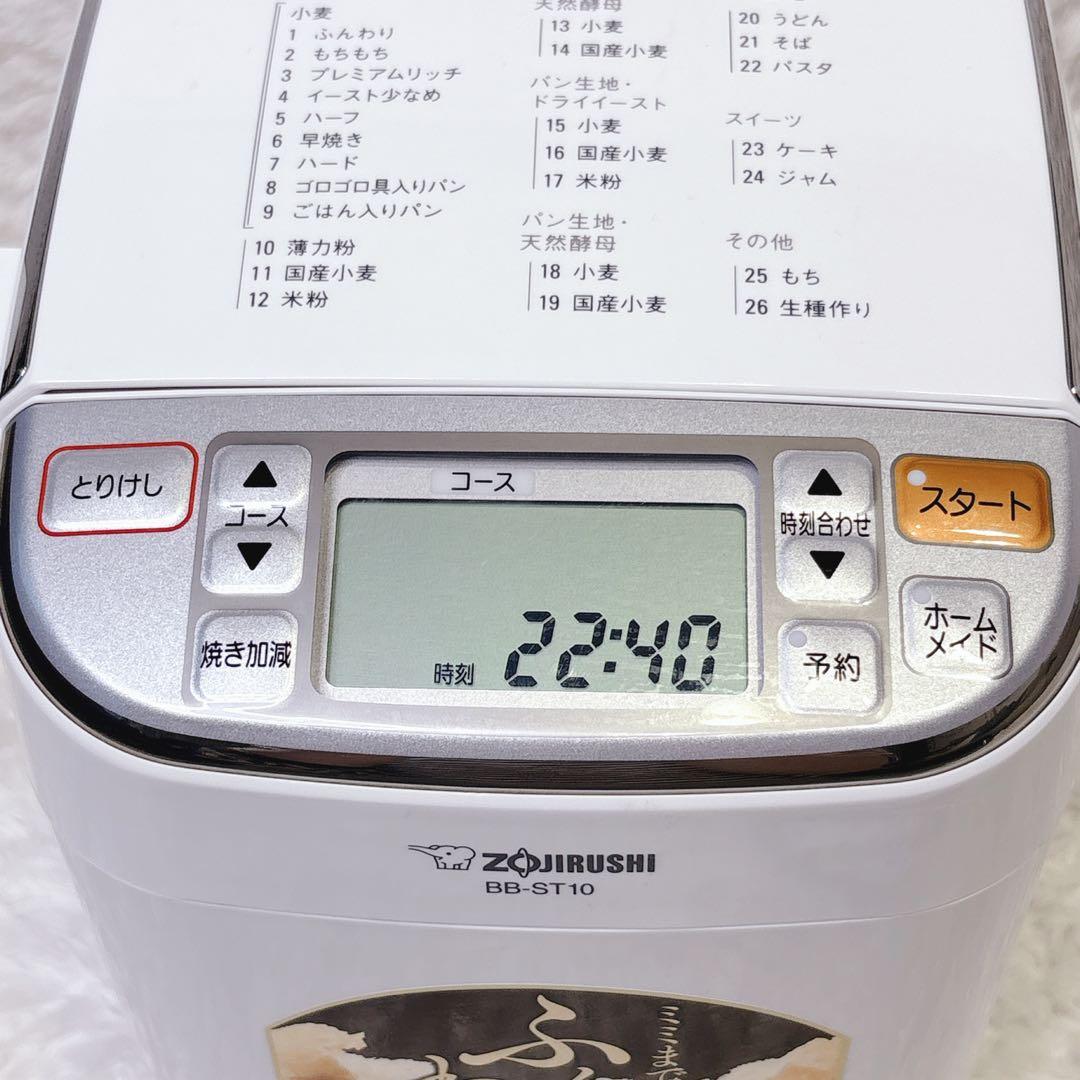 小麦
1 ふんわり
2 もちもち
3 プレミアムリッチ
4 イースト少なめ
5 ハーフ
6 早焼き
7 ハード
8 ゴロゴロ具入りパン
9 ごはん入りパン
10 薄力粉
11 国産小麦
12 米粉
天然酵母
13 小麦
14 国産小麦
パン生地・
ドライイースト
15 小麦
16 国産小麦
17 米粉
パン生地・
天然酵母
18 小麦
19 国産小麦
20 うどん
21 そば
22 パスタ
スイーツ
23 ケーキ
24 ジャム
その他
25 もち
26 生種作り
とりけし
コース
焼き加減
コース
時刻 22:40
時刻合わせ
予約
スタート
ホーム
メイド
ZOJIRUSHI
BB-ST10
ミミまで
ふ